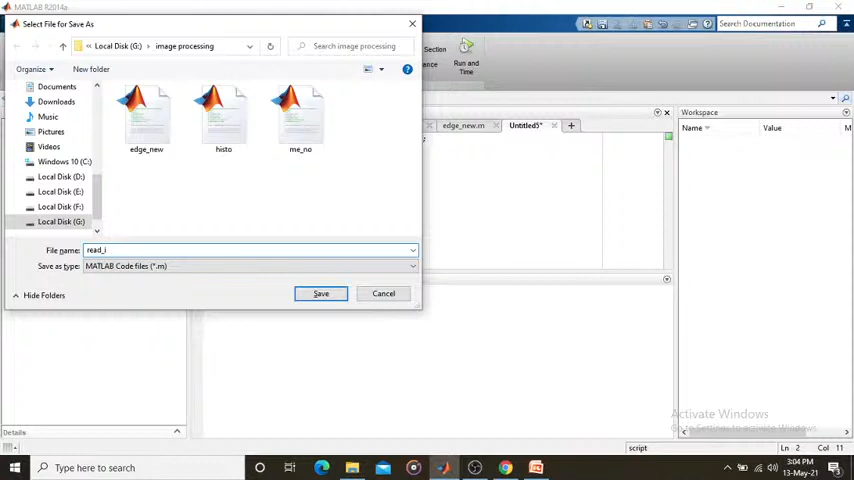 MATLAB R2014a
Select File for Save As
« Local Disk (G:) › image processing
Search image processing
Search Documentation
Organize
New folder
Section
Run and
Time
Documents
Downloads
Music
Pictures
Videos
Windows 10 (C:)
Local Disk (D:)
Local Disk (E:)
Local Disk (F:)
Local Disk (G:)
edge_new
histo
me_no
edge_new.m
Untitled5*
Workspace
Name
Value
M
File name: read_i
Save as type: MATLAB Code files (*.m)
Hide Folders
Save
Cancel
Details
Activate Windows
Go to Settings to activate Windows.
script
Ln 2
Col 11
Type here to search
3:04 PM
13-May-21
3